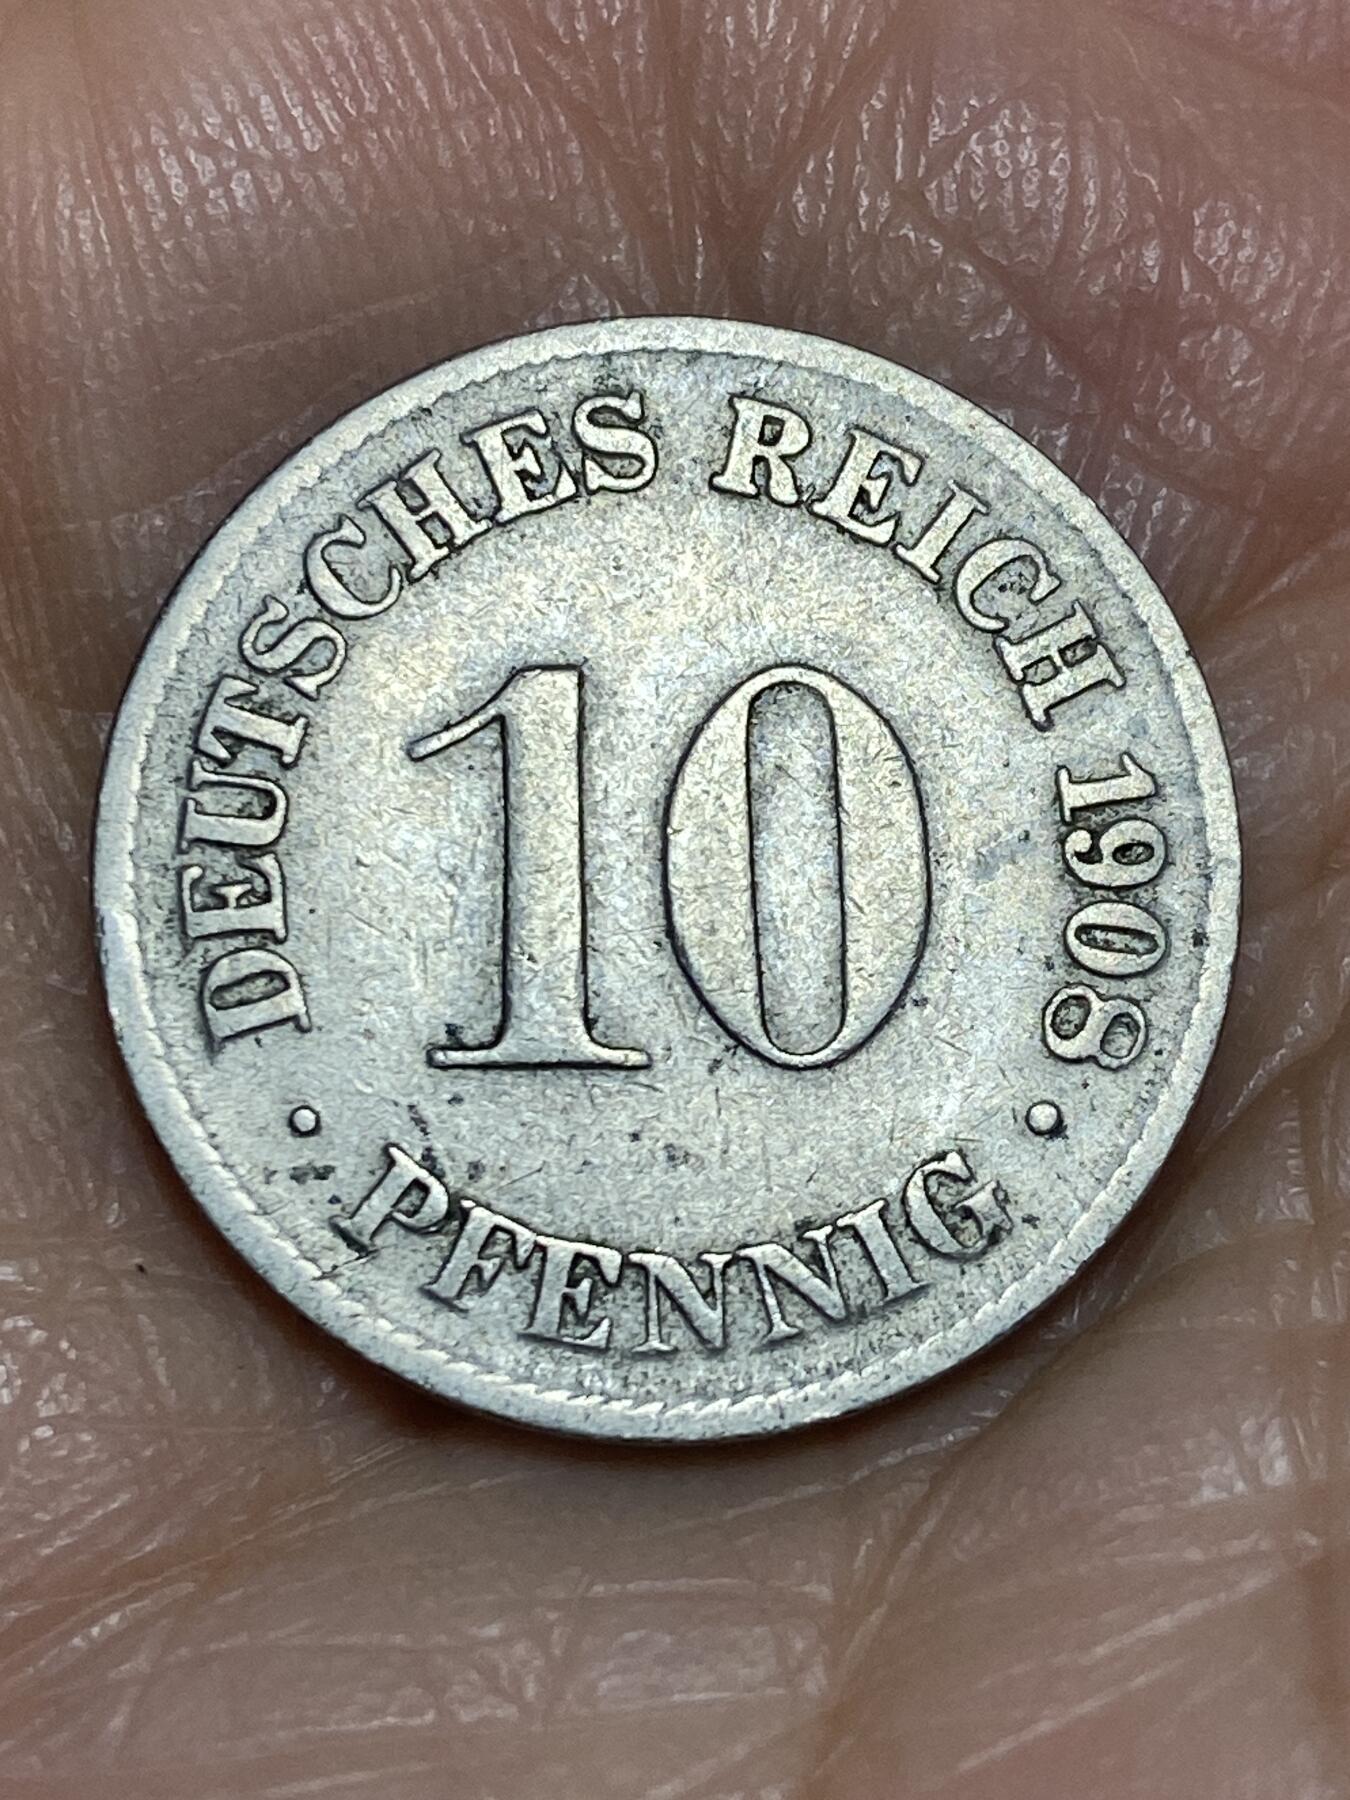 DEUTSCHES REICH 1908
10
• PFENNIG •